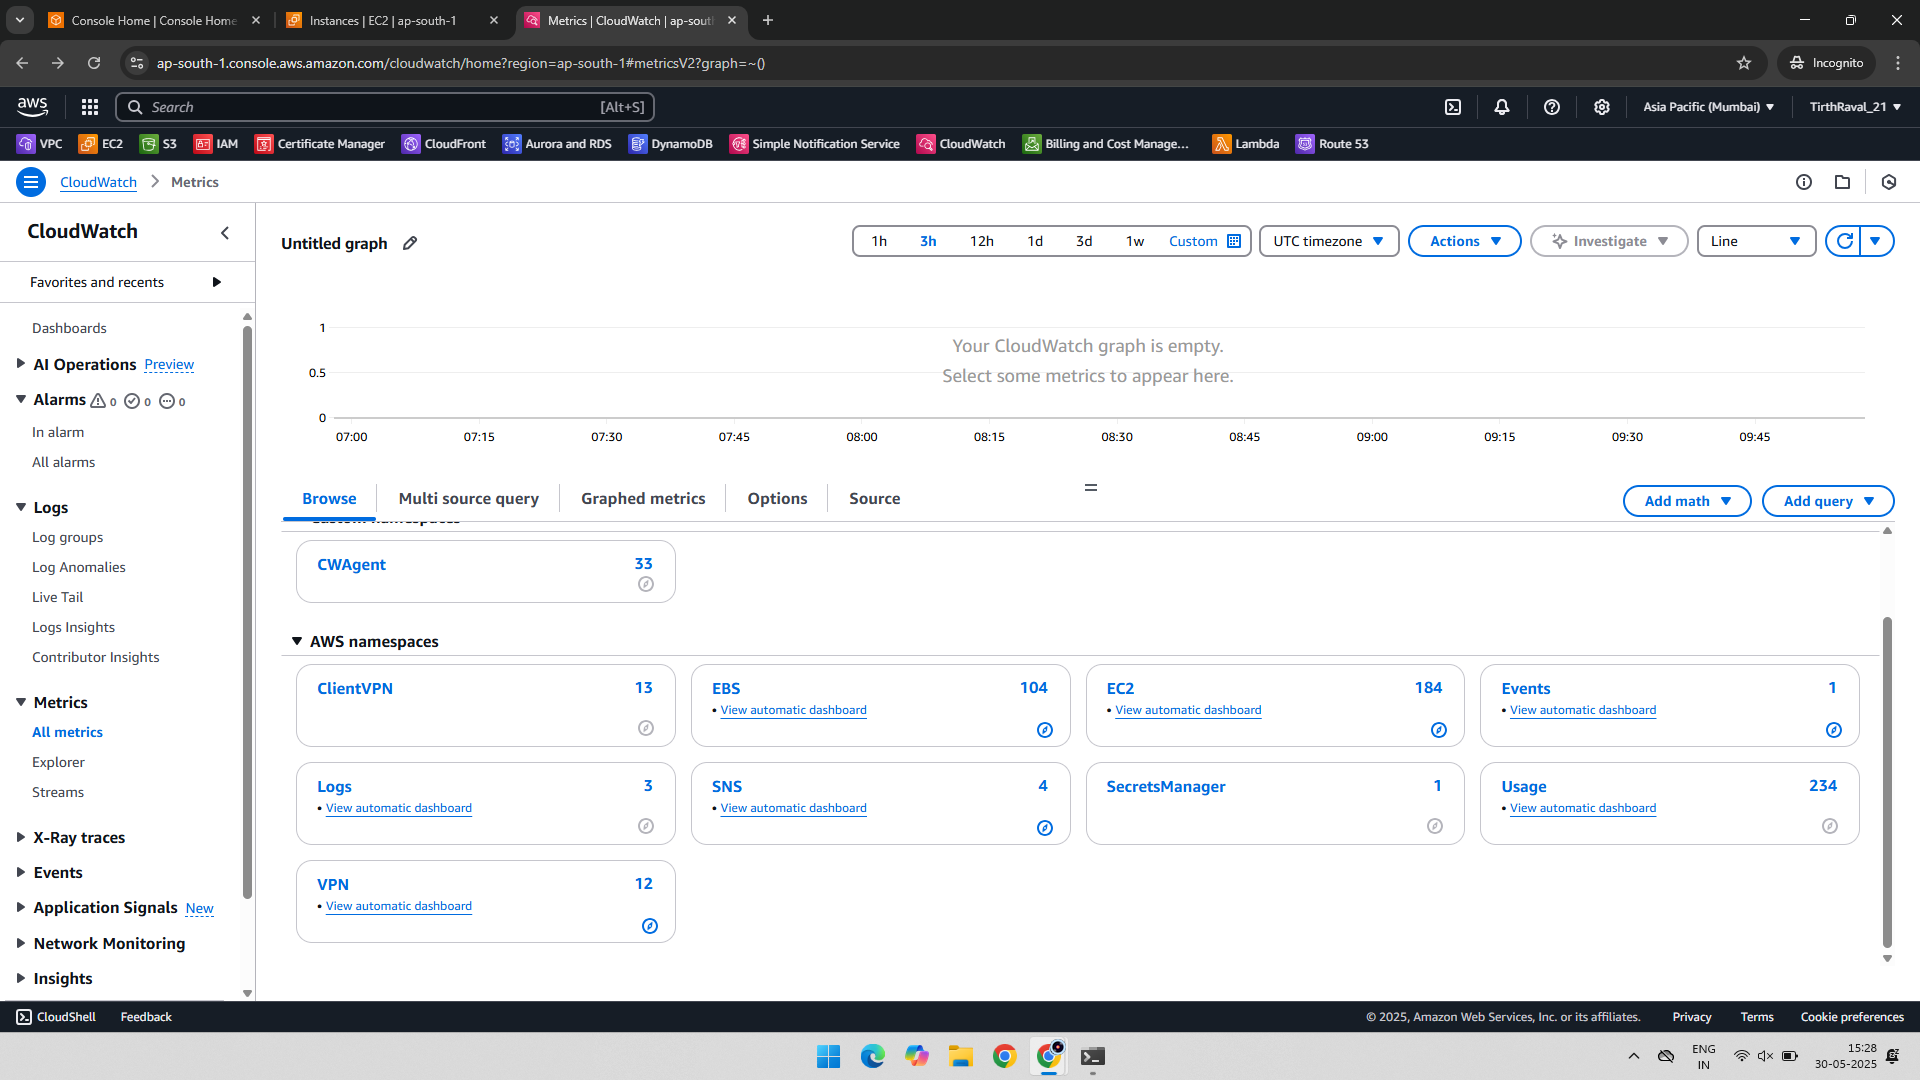 Console Home | Console Home
Instances | EC2 | ap-south-1
Metrics | CloudWatch | ap-sout
ap-south-1.console.aws.amazon.com/cloudwatch/home?region=ap-south-1#metricsV2?graph=~()
Incognito
aws
Search
[Alt+S]
Asia Pacific (Mumbai)
TirthRaval_21
VPC
EC2
S3
IAM
Certificate Manager
CloudFront
Aurora and RDS
DynamoDB
Simple Notification Service
CloudWatch
Billing and Cost Manage...
Lambda
Route 53
CloudWatch
Metrics
CloudWatch
Favorites and recents
Dashboards
AI Operations Preview
Alarms 0 0 0
In alarm
All alarms
Logs
Log groups
Log Anomalies
Live Tail
Logs Insights
Contributor Insights
Metrics
All metrics
Explorer
Streams
X-Ray traces
Events
Application Signals New
Network Monitoring
Insights
Untitled graph
1h 3h 12h 1d 3d 1w Custom
UTC timezone
Actions
Investigate
Line
1
0.5
0
Your CloudWatch graph is empty.
Select some metrics to appear here.
07:00 07:15 07:30 07:45 08:00 08:15 08:30 08:45 09:00 09:15 09:30 09:45
Browse
Multi source query
Graphed metrics
Options
Source
Add math
Add query
CWAgent 33
AWS namespaces
ClientVPN 13
EBS 104
• View automatic dashboard
EC2 184
• View automatic dashboard
Events 1
• View automatic dashboard
Logs 3
• View automatic dashboard
SNS 4
• View automatic dashboard
SecretsManager 1
Usage 234
• View automatic dashboard
VPN 12
• View automatic dashboard
CloudShell
Feedback
© 2025, Amazon Web Services, Inc. or its affiliates.
Privacy
Terms
Cookie preferences
ENG
IN
15:28
30-05-2025